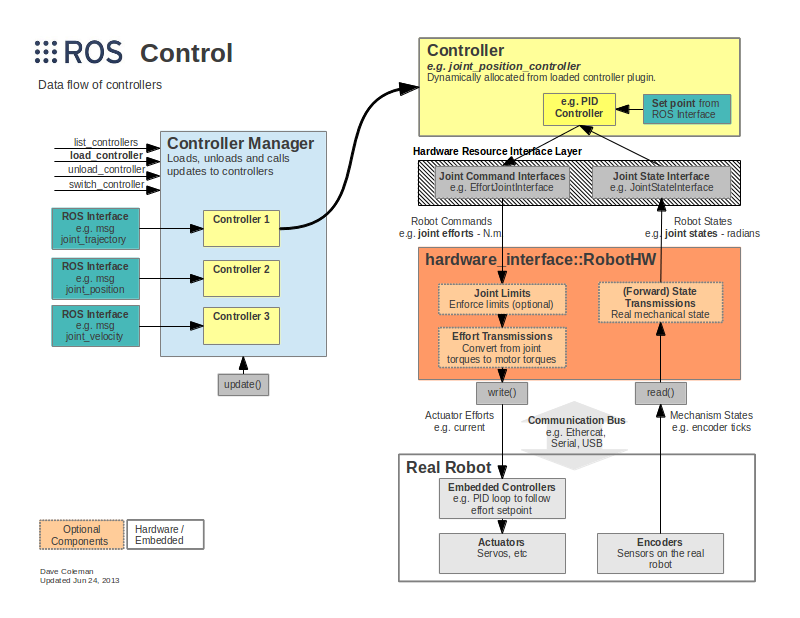 ROS Control
Data flow of controllers
list_controllers
load_controller
unload_controller
switch_controller
Controller Manager
Loads, unloads and calls
updates to controllers
ROS Interface
e.g. msg
joint_trajectory
Controller 1
ROS Interface
e.g. msg
joint_position
Controller 2
ROS Interface
e.g. msg
joint_velocity
Controller 3
update()
Controller
e.g. joint_position_controller
Dynamically allocated from loaded controller plugin.
e.g. PID
Controller
Set point from
ROS Interface
Hardware Resource Interface Layer
Joint Command Interfaces
e.g. EffortJointInterface
Joint State Interface
e.g. JointStateInterface
Robot Commands
e.g. joint efforts - N.m
Robot States
e.g. joint states - radians
hardware_interface::RobotHW
Joint Limits
Enforce limits (optional)
(Forward) State
Transmissions
Real mechanical state
Effort Transmissions
Convert from joint
torques to motor torques
write()
read()
Actuator Efforts
e.g. current
Communication Bus
e.g. Ethercat,
Serial, USB
Mechanism States
e.g. encoder ticks
Real Robot
Embedded Controllers
e.g. PID loop to follow
effort setpoint
Actuators
Servos, etc
Encoders
Sensors on the real
robot
Optional
Components
Hardware /
Embedded
Dave Coleman
Updated Jun 24, 2013